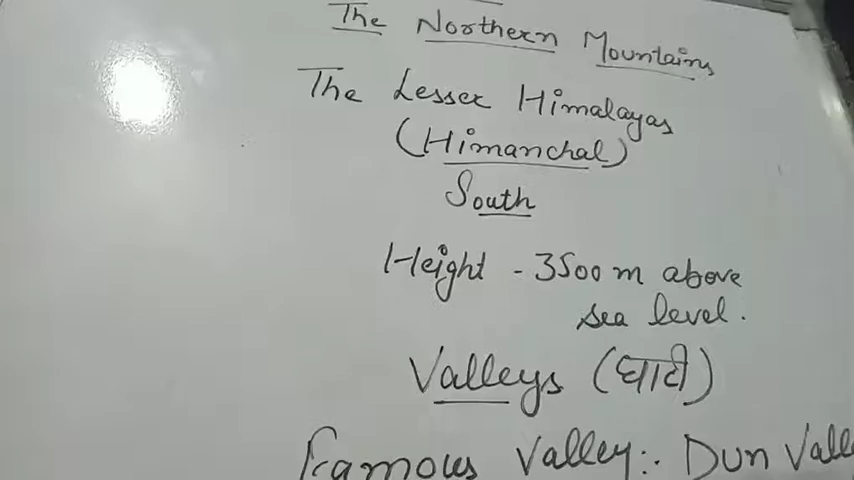 The Northern Mountains
The Lesser Himalayas
(Himanchal)
South
Height - 3500 m above
sea level.
Valleys (घाटी)
Famous Valley:- Dun Valle